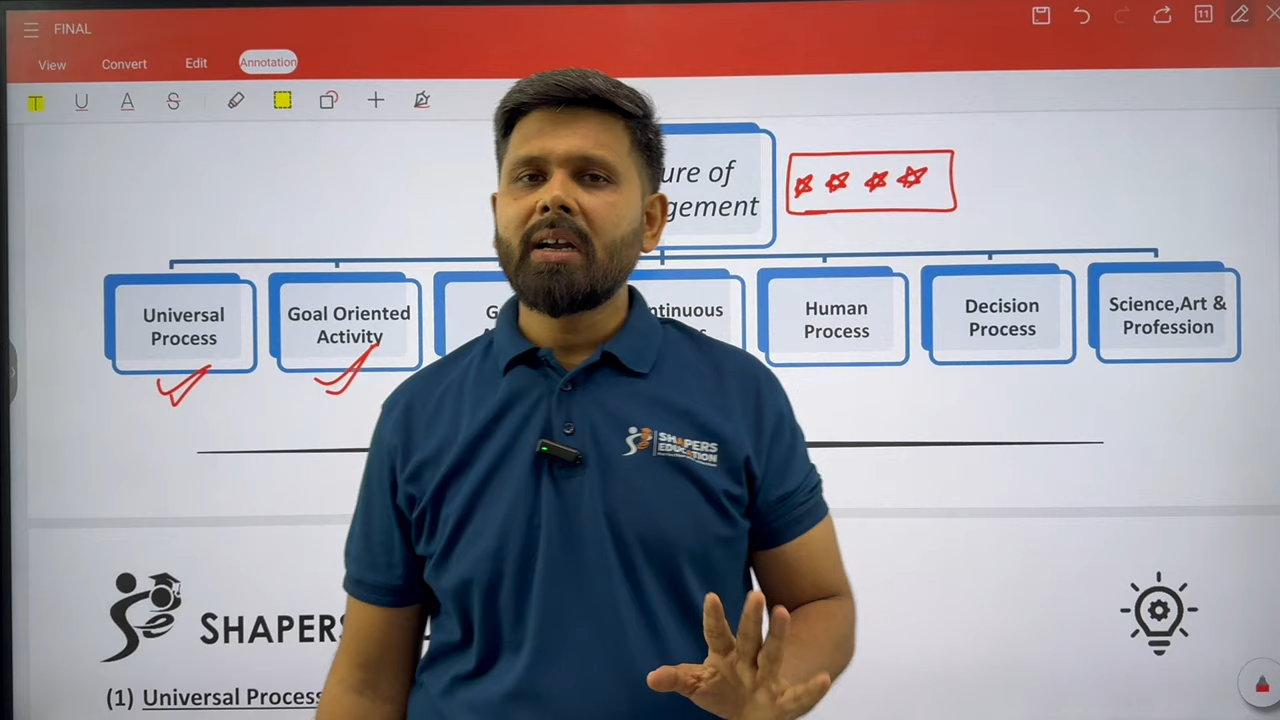 FINAL
11
View Convert Edit Annotation
T U A S
ure of
gement
Universal
Process
Goal Oriented
Activity
G
ntinuous
s
Human
Process
Decision
Process
Science,Art &
Profession
SHAPERS
EDUCATION
SHAPERS
(1) Universal Process